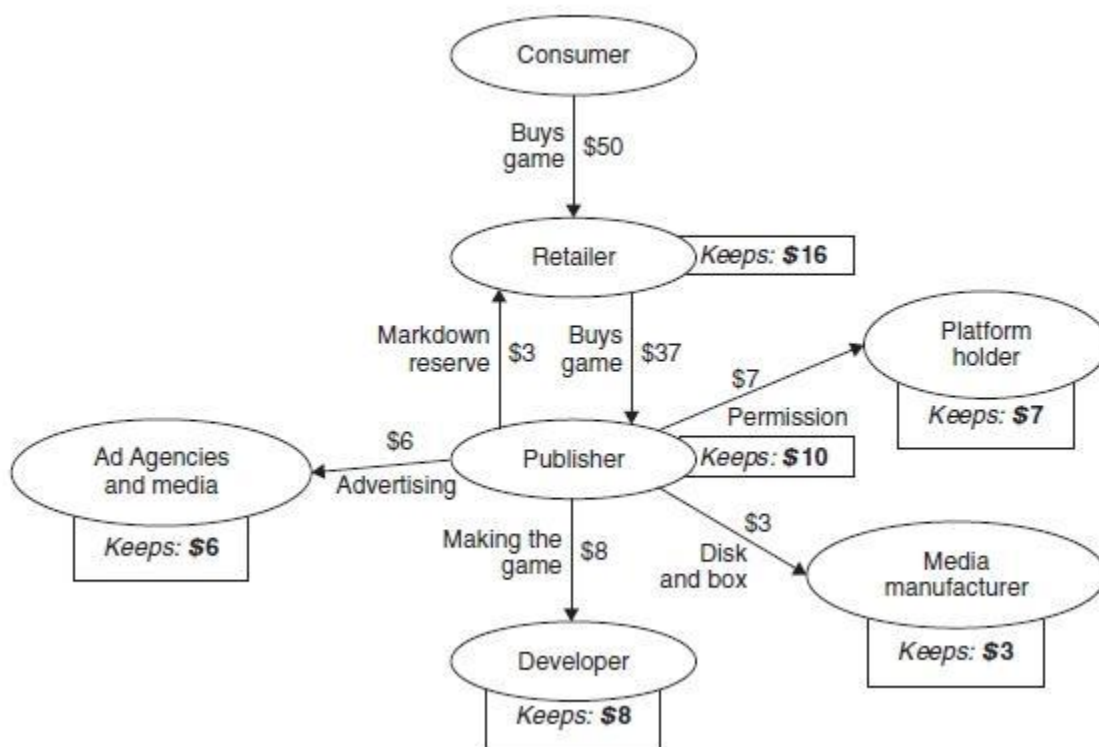 Consumer
Buys
game
$50
Retailer
Keeps: $16
Markdown
reserve
$3
Buys
game
$37
Platform
holder
Keeps: $7
$7
Permission
Ad Agencies
and media
Keeps: $6
$6
Advertising
Publisher
Keeps: $10
Making the
game
$8
$3
Disk
and box
Media
manufacturer
Keeps: $3
Developer
Keeps: $8